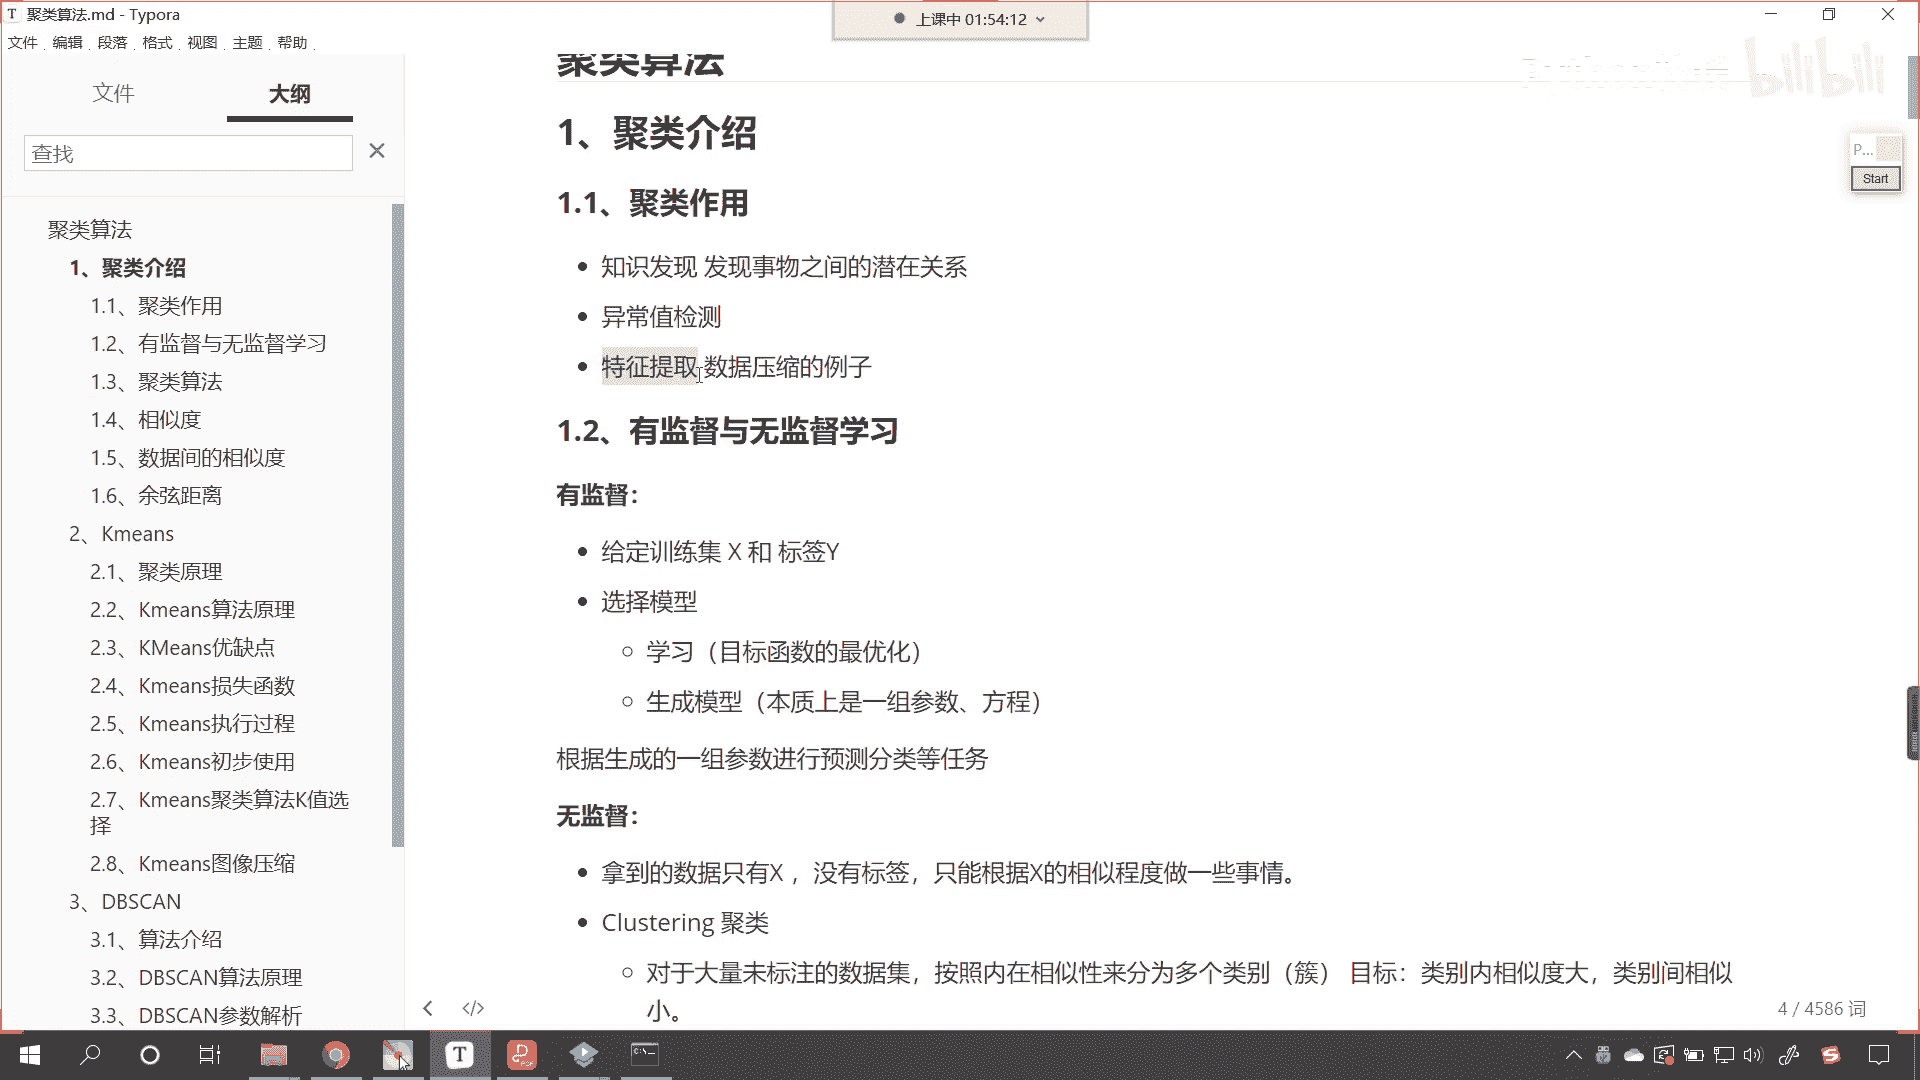 聚类算法.md - Typora
上课中 01:54:12
文件 编辑 段落 格式 视图 主题 帮助
bilibili
文件 大纲
查找
聚类算法
1、聚类介绍
1.1、聚类作用
1.2、有监督与无监督学习
1.3、聚类算法
1.4、相似度
1.5、数据间的相似度
1.6、余弦距离
2、Kmeans
2.1、聚类原理
2.2、Kmeans算法原理
2.3、KMeans优缺点
2.4、Kmeans损失函数
2.5、Kmeans执行过程
2.6、Kmeans初步使用
2.7、Kmeans聚类算法K值选
择
2.8、Kmeans图像压缩
3、DBSCAN
3.1、算法介绍
3.2、DBSCAN算法原理
3.3、DBSCAN参数解析
聚类算法
1、聚类介绍
1.1、聚类作用
知识发现 发现事物之间的潜在关系
异常值检测
特征提取 数据压缩的例子
1.2、有监督与无监督学习
有监督：
给定训练集 X 和 标签Y
选择模型
学习（目标函数的最优化）
生成模型（本质上是一组参数、方程）
根据生成的一组参数进行预测分类等任务
无监督：
拿到的数据只有X ，没有标签，只能根据X的相似程度做一些事情。
Clustering 聚类
对于大量未标注的数据集，按照内在相似性来分为多个类别（簇） 目标：类别内相似度大，类别间相似
小。
P...
Start
4 / 4586 词